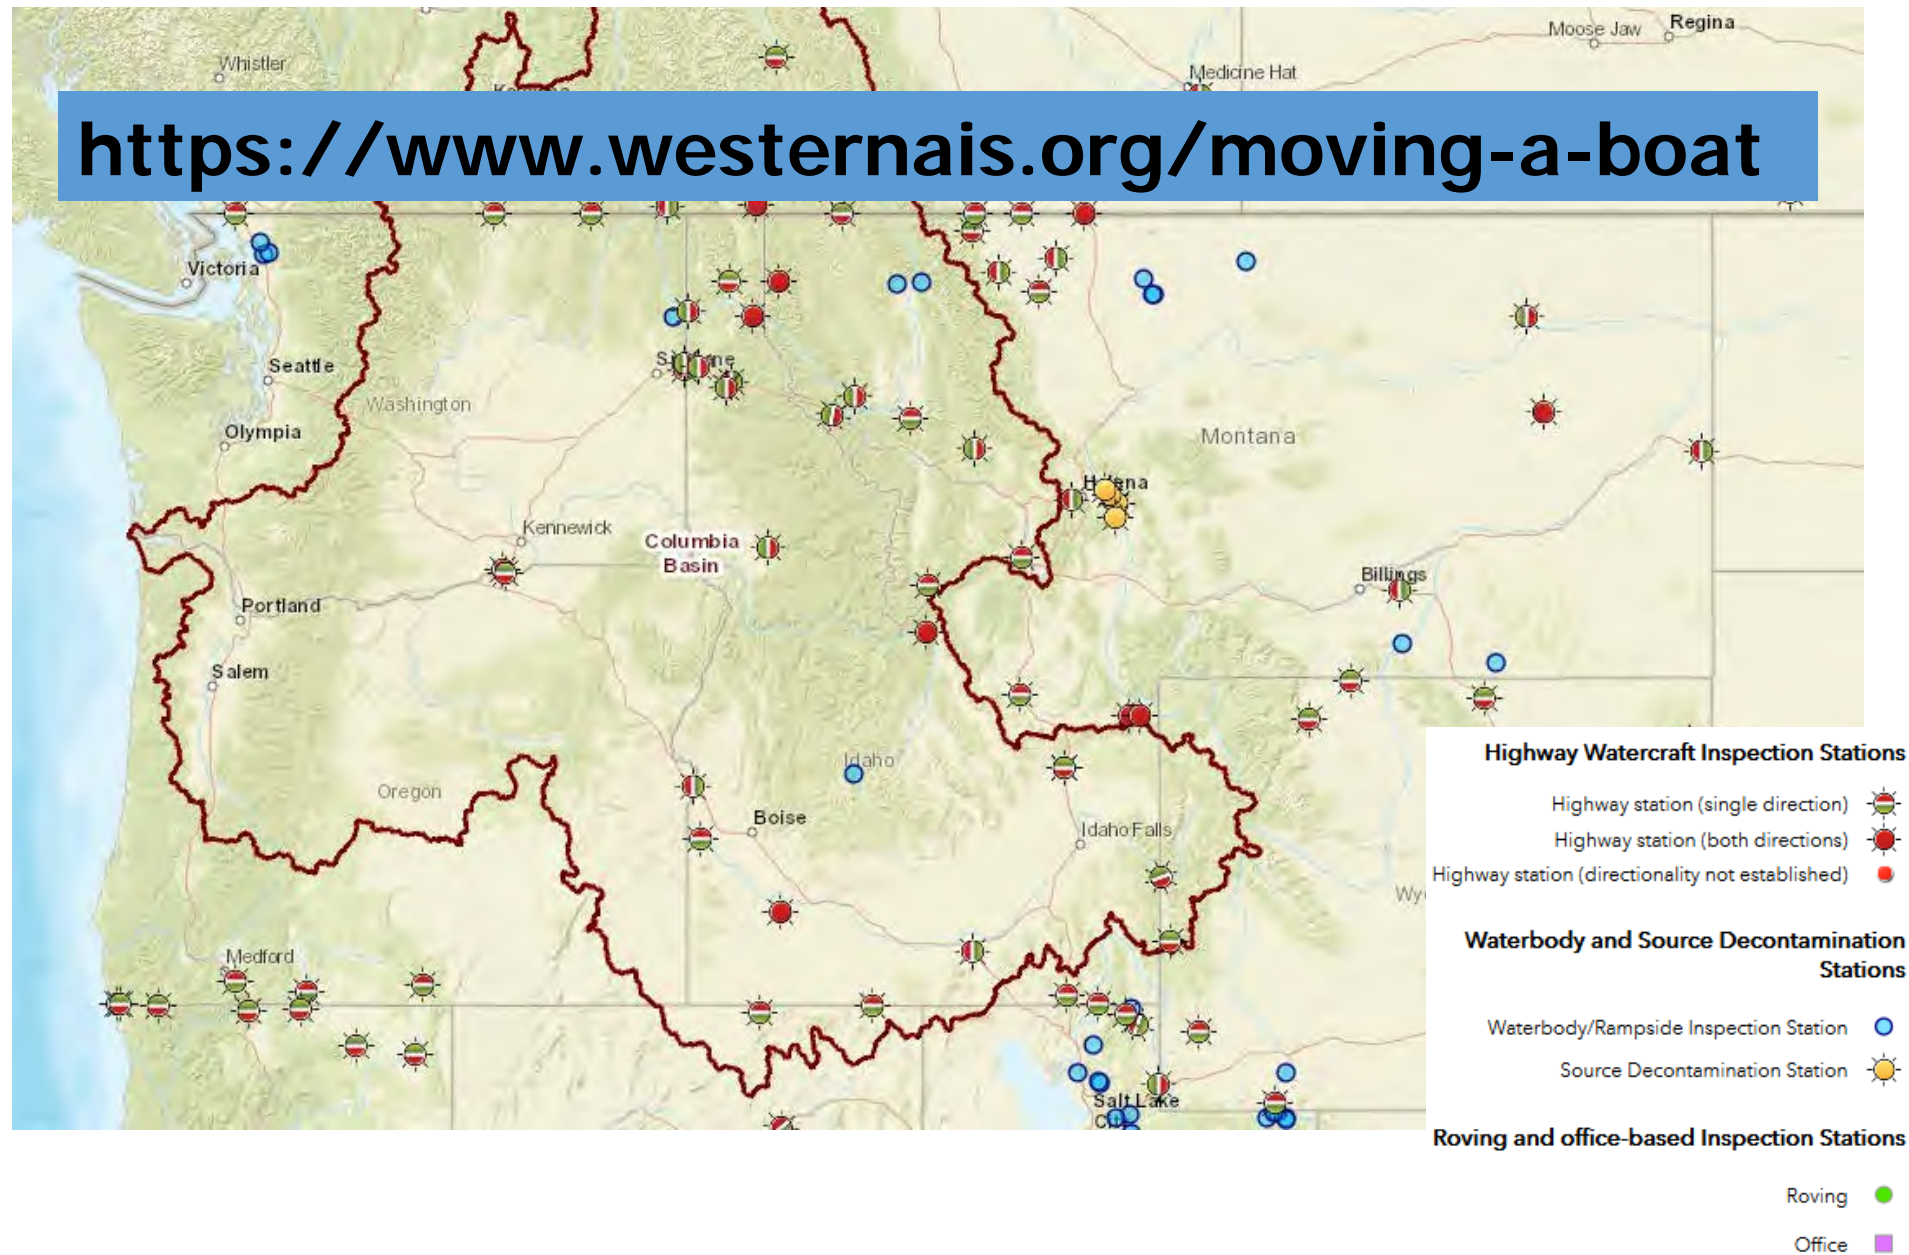 Moose Jaw
Regina
Whistler
Medicine Hat
https://www.westernais.org/moving-a-boat
Victoria
Seattle
Washington
Olympia
Montana
Kennewick
Columbia
Basin
Billings
Portland
Salem
Idaho
Oregon
Boise
Idaho Falls
Medford
Salt Lake
Highway Watercraft Inspection Stations
Highway station (single direction)
Highway station (both directions)
Highway station (directionality not established)
Waterbody and Source Decontamination
Stations
Waterbody/Rampside Inspection Station
Source Decontamination Station
Roving and office-based Inspection Stations
Roving
Office